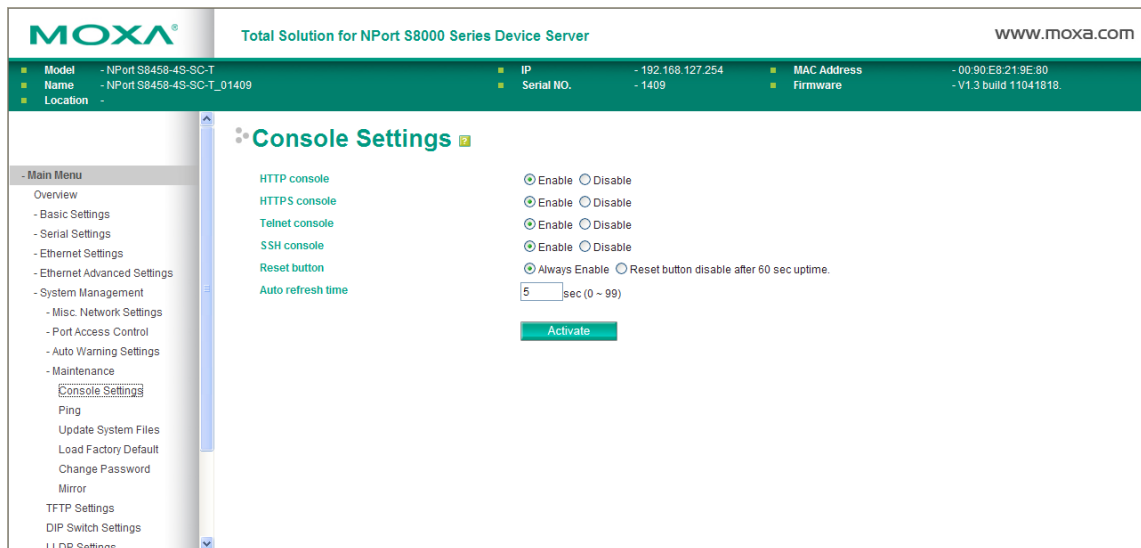 MOXA®
Total Solution for NPort S8000 Series Device Server
www.moxa.com
Model - NPort S8458-4S-SC-T IP - 192.168.127.254 MAC Address - 00:90:E8:21:9E:80
Name - NPort S8458-4S-SC-T_01409 Serial NO. - 1409 Firmware - V1.3 build 11041818.
Location -
Console Settings ?
- Main Menu
Overview
- Basic Settings
- Serial Settings
- Ethernet Settings
- Ethernet Advanced Settings
- System Management
- Misc. Network Settings
- Port Access Control
- Auto Warning Settings
- Maintenance
Console Settings
Ping
Update System Files
Load Factory Default
Change Password
Mirror
TFTP Settings
DIP Switch Settings
LLDP Settings
HTTP console Enable Disable
HTTPS console Enable Disable
Telnet console Enable Disable
SSH console Enable Disable
Reset button Always Enable Reset button disable after 60 sec uptime.
Auto refresh time 5 sec (0 ~ 99)
Activate